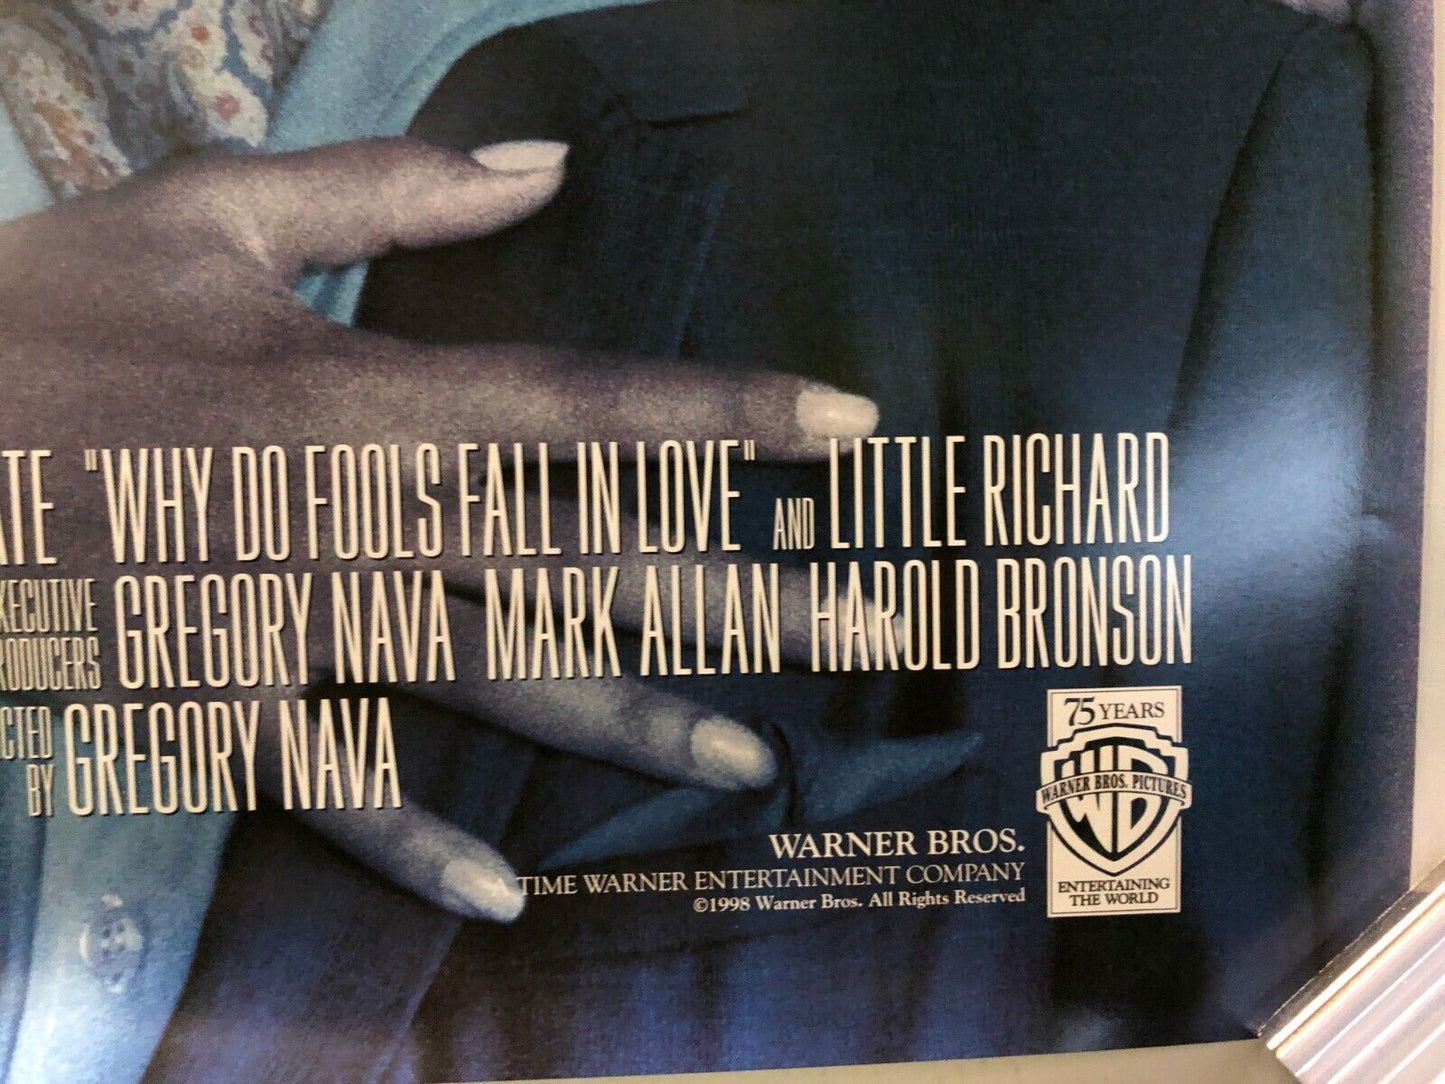 ATE "WHY DO FOOLS FALL IN LOVE" AND LITTLE RICHARD
EXECUTIVE PRODUCERS GREGORY NAVA MARK ALLAN HAROLD BRONSON
CTED BY GREGORY NAVA
75 YEARS
WB
WARNER BROS. PICTURES
ENTERTAINING
THE WORLD
WARNER BROS.
A TIME WARNER ENTERTAINMENT COMPANY
©1998 Warner Bros. All Rights Reserved